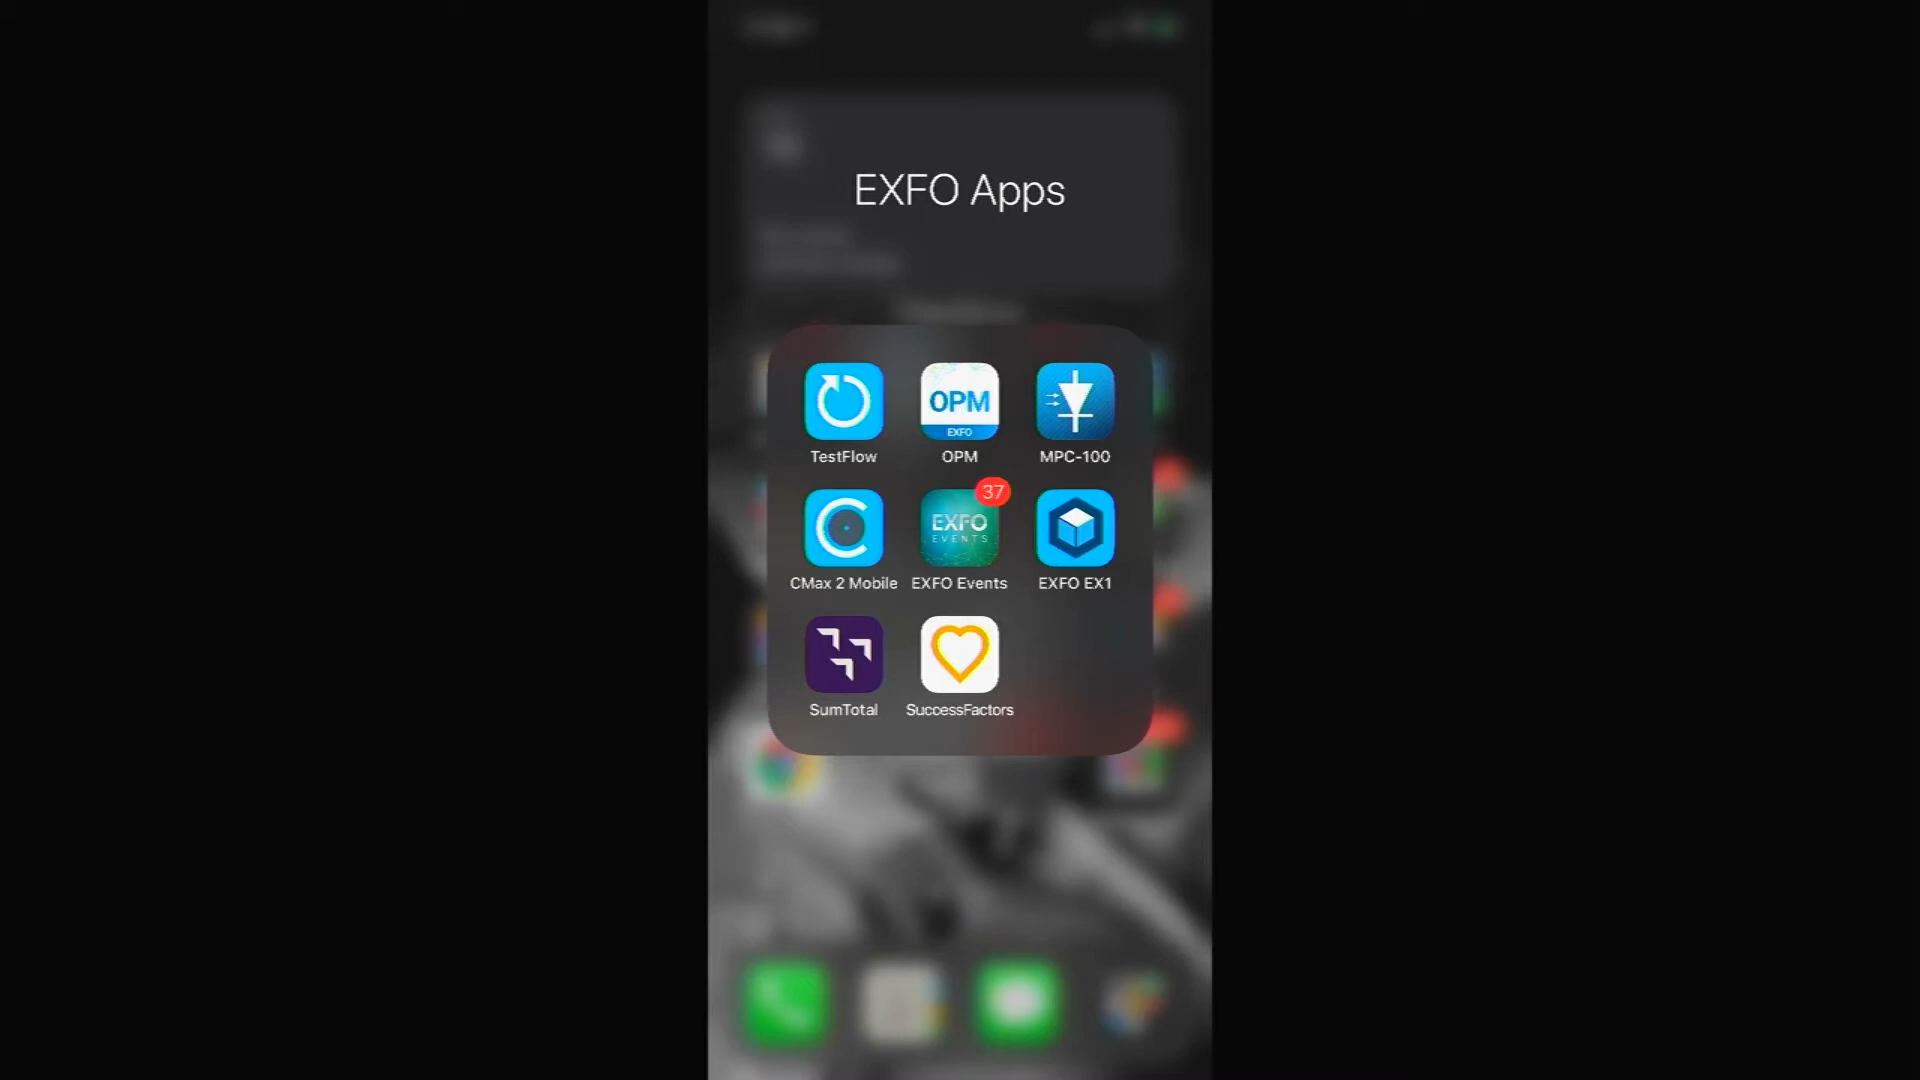 EXFO Apps
OPM
EXFO
TestFlow
OPM
MPC-100
37
EXFO
EVENTS
CMax 2 Mobile
EXFO Events
EXFO EX1
SumTotal
SuccessFactors